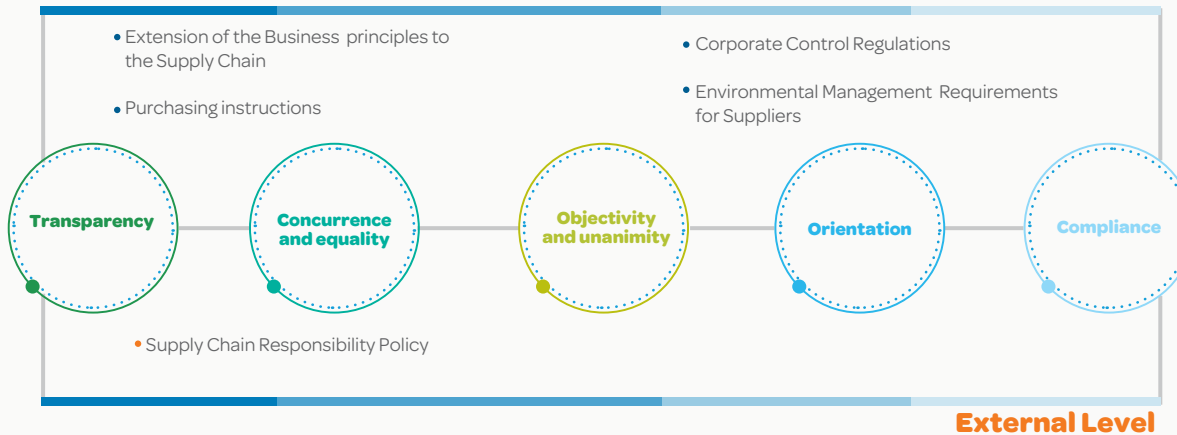 Extension of the Business principles to
the Supply Chain
Purchasing instructions
Corporate Control Regulations
Environmental Management Requirements
for Suppliers
Transparency
Concurrence
and equality
Objectivity
and unanimity
Orientation
Compliance
Supply Chain Responsibility Policy
External Level